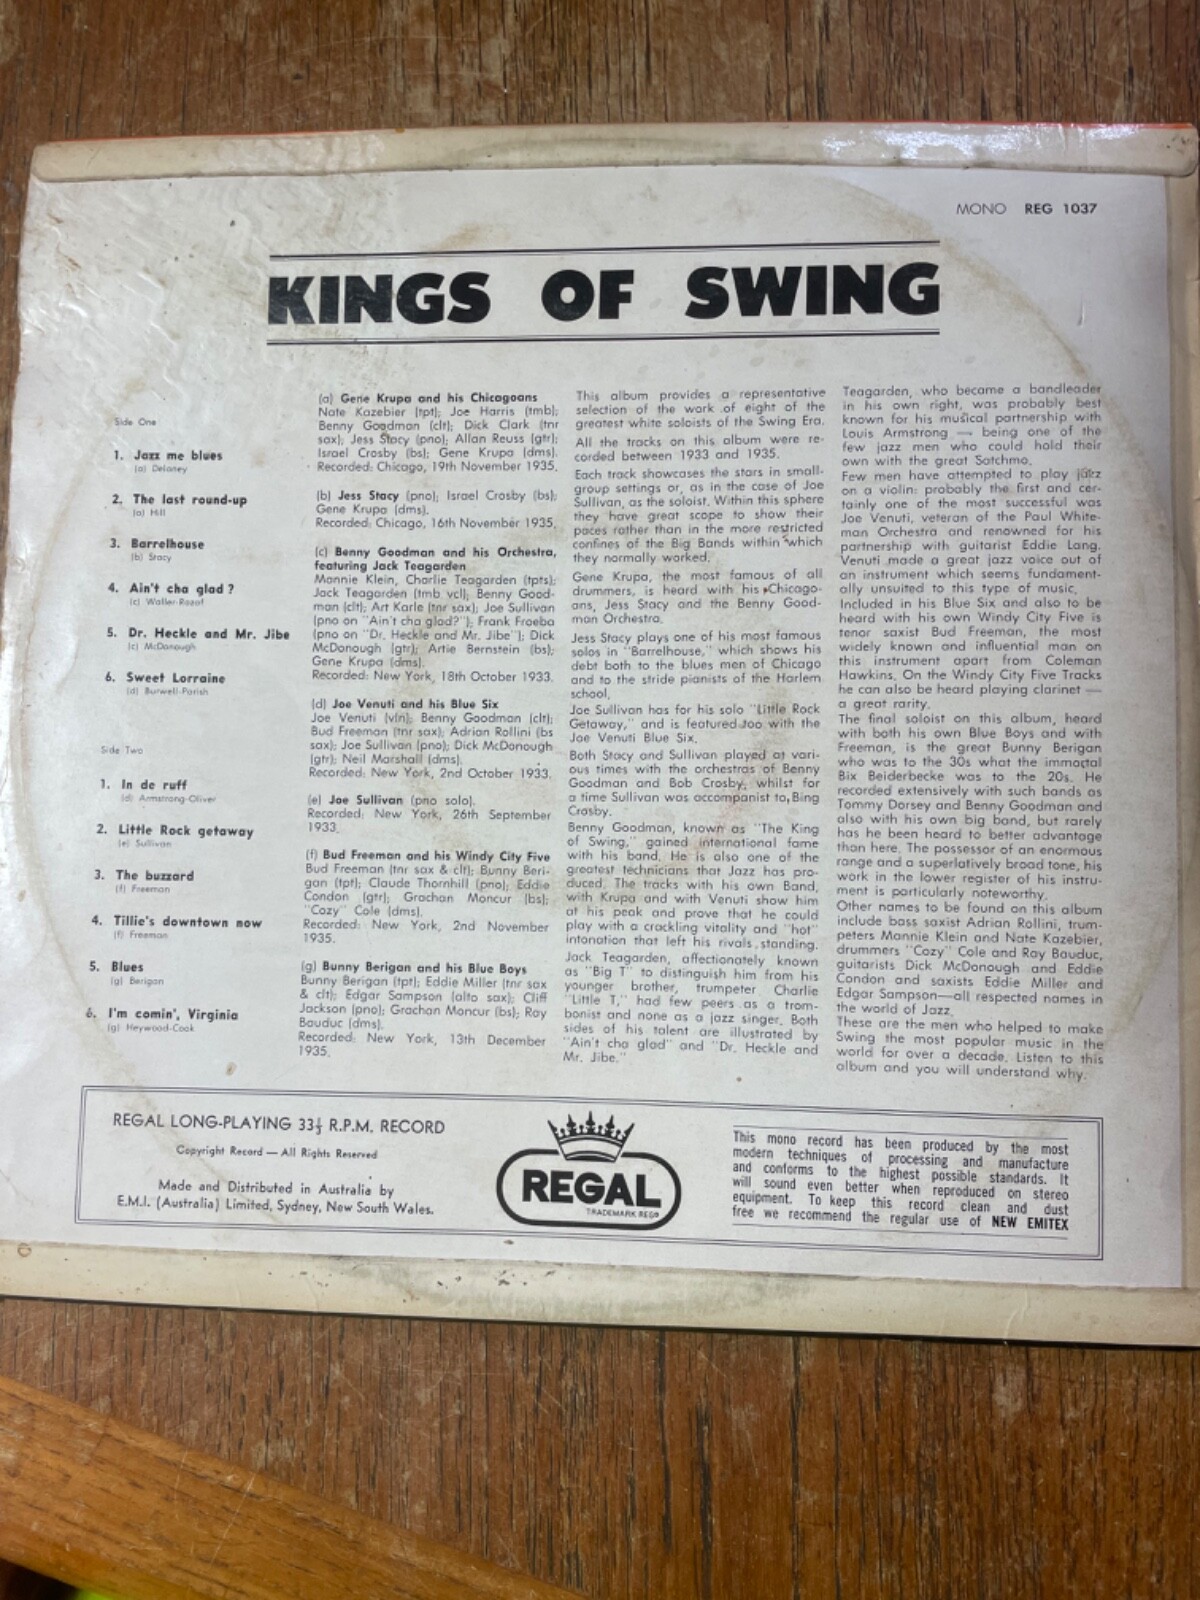 MONO REG 1037
KINGS OF SWING
Side One
1. Jazz me blues
(a) Delaney
2. The last round-up
(a) Hill
3. Barrelhouse
(b) Stacy
4. Ain't cha glad?
(c) Waller-Razaf
5. Dr. Heckle and Mr. Jibe
(c) McDonough
6. Sweet Lorraine
(d) Burwell-Parish
Side Two
1. In de ruff
(d) Armstrong-Oliver
2. Little Rock getaway
(e) Sullivan
3. The buzzard
(f) Freeman
4. Tillie's downtown now
(f) Freeman
5. Blues
(g) Berigan
6. I'm comin', Virginia
(g) Heywood-Cook
(a) Gene Krupa and his Chicagoans
Nate Kazebier (tpt); Joe Harris (tmb);
Benny Goodman (clt); Dick Clark (tnr
sax); Jess Stacy (pno); Allan Reuss (gtr);
Israel Crosby (bs); Gene Krupa (dms).
Recorded: Chicago, 19th November 1935.
(b) Jess Stacy (pno); Israel Crosby (bs);
Gene Krupa (dms).
Recorded: Chicago, 16th November 1935.
(c) Benny Goodman and his Orchestra,
featuring Jack Teagarden
Mannie Klein, Charlie Teagarden (tpts);
Jack Teagarden (tmb vcl); Benny Good-
man (clt); Art Karle (tnr sax); Joe Sullivan
(pno on "Ain't cha glad?"); Frank Froeba
(pno on "Dr. Heckle and Mr. Jibe"); Dick
McDonough (gtr); Artie Bernstein (bs);
Gene Krupa (dms).
Recorded: New York, 18th October 1933.
(d) Joe Venuti and his Blue Six
Joe Venuti (vln); Benny Goodman (clt);
Bud Freeman (tnr sax); Adrian Rollini (bs
sax); Joe Sullivan (pno); Dick McDonough
(gtr); Neil Marshall (dms).
Recorded: New York, 2nd October 1933.
(e) Joe Sullivan (pno solo).
Recorded: New York, 26th September
1933.
(f) Bud Freeman and his Windy City Five
Bud Freeman (tnr sax & clt); Bunny Beri-
gan (tpt); Claude Thornhill (pno); Eddie
Condon (gtr); Grachan Moncur (bs);
"Cozy" Cole (dms).
Recorded: New York, 2nd November
1935.
(g) Bunny Berigan and his Blue Boys
Bunny Berigan (tpt); Eddie Miller (tnr sax
& clt); Edgar Sampson (alto sax); Cliff
Jackson (pno); Grachan Moncur (bs); Ray
Bauduc (dms).
Recorded: New York, 13th December
1935.
This album provides a representative
selection of the work of eight of the
greatest white soloists of the Swing Era.
All the tracks on this album were re-
corded between 1933 and 1935.
Each track showcases the stars in small-
group settings or, as in the case of Joe
Sullivan, as the soloist. Within this sphere
they have great scope to show their
paces rather than in the more restricted
confines of the Big Bands within which
they normally worked.
Gene Krupa, the most famous of all
drummers, is heard with his Chicago-
ans, Jess Stacy and the Benny Good-
man Orchestra.
Jess Stacy plays one of his most famous
solos in "Barrelhouse," which shows his
debt both to the blues men of Chicago
and to the stride pianists of the Harlem
school.
Joe Sullivan has for his solo "Little Rock
Getaway," and is featured too with the
Joe Venuti Blue Six.
Both Stacy and Sullivan played at vari-
ous times with the orchestras of Benny
Goodman and Bob Crosby, whilst for
a time Sullivan was accompanist to Bing
Crosby.
Benny Goodman, known as "The King
of Swing," gained international fame
with his band. He is also one of the
greatest technicians that Jazz has pro-
duced. The tracks with his own Band,
with Krupa and with Venuti show him
at his peak and prove that he could
play with a crackling vitality and "hot"
intonation that left his rivals standing.
Jack Teagarden, affectionately known
as "Big T" to distinguish him from his
younger brother, trumpeter Charlie
"Little T," had few peers as a trom-
bonist and none as a jazz singer. Both
sides of his talent are illustrated by
"Ain't cha glad" and "Dr. Heckle and
Mr. Jibe."
Teagarden, who became a bandleader
in his own right, was probably best
known for his musical partnership with
Louis Armstrong — being one of the
few jazz men who could hold their
own with the great Satchmo.
Few men have attempted to play jazz
on a violin: probably the first and cer-
tainly one of the most successful was
Joe Venuti, veteran of the Paul White-
man Orchestra and renowned for his
partnership with guitarist Eddie Lang.
Venuti made a great jazz voice out of
an instrument which seems fundament-
ally unsuited to this type of music.
Included in his Blue Six and also to be
heard with his own Windy City Five is
tenor saxist Bud Freeman, the most
widely known and influential man on
this instrument apart from Coleman
Hawkins. On the Windy City Five Tracks
he can also be heard playing clarinet —
a great rarity.
The final soloist on this album, heard
with both his own Blue Boys and with
Freeman, is the great Bunny Berigan
who was to the 30s what the immortal
Bix Beiderbecke was to the 20s. He
recorded extensively with such bands as
Tommy Dorsey and Benny Goodman and
also with his own big band, but rarely
has he been heard to better advantage
than here. The possessor of an enormous
range and a superlatively broad tone, his
work in the lower register of his instru-
ment is particularly noteworthy.
Other names to be found on this album
include bass saxist Adrian Rollini, trum-
peters Mannie Klein and Nate Kazebier,
drummers "Cozy" Cole and Ray Bauduc,
guitarists Dick McDonough and Eddie
Condon and saxists Eddie Miller and
Edgar Sampson—all respected names in
the world of Jazz.
These are the men who helped to make
Swing the most popular music in the
world for over a decade. Listen to this
album and you will understand why.
REGAL LONG-PLAYING 33⅓ R.P.M. RECORD
Copyright Record — All Rights Reserved
Made and Distributed in Australia by
E.M.I. (Australia) Limited, Sydney, New South Wales.
REGAL
TRADEMARK REGD
This mono record has been produced by the most
modern techniques of processing and manufacture
and conforms to the highest possible standards. It
will sound even better when reproduced on stereo
equipment. To keep this record clean and dust
free we recommend the regular use of NEW EMITEX